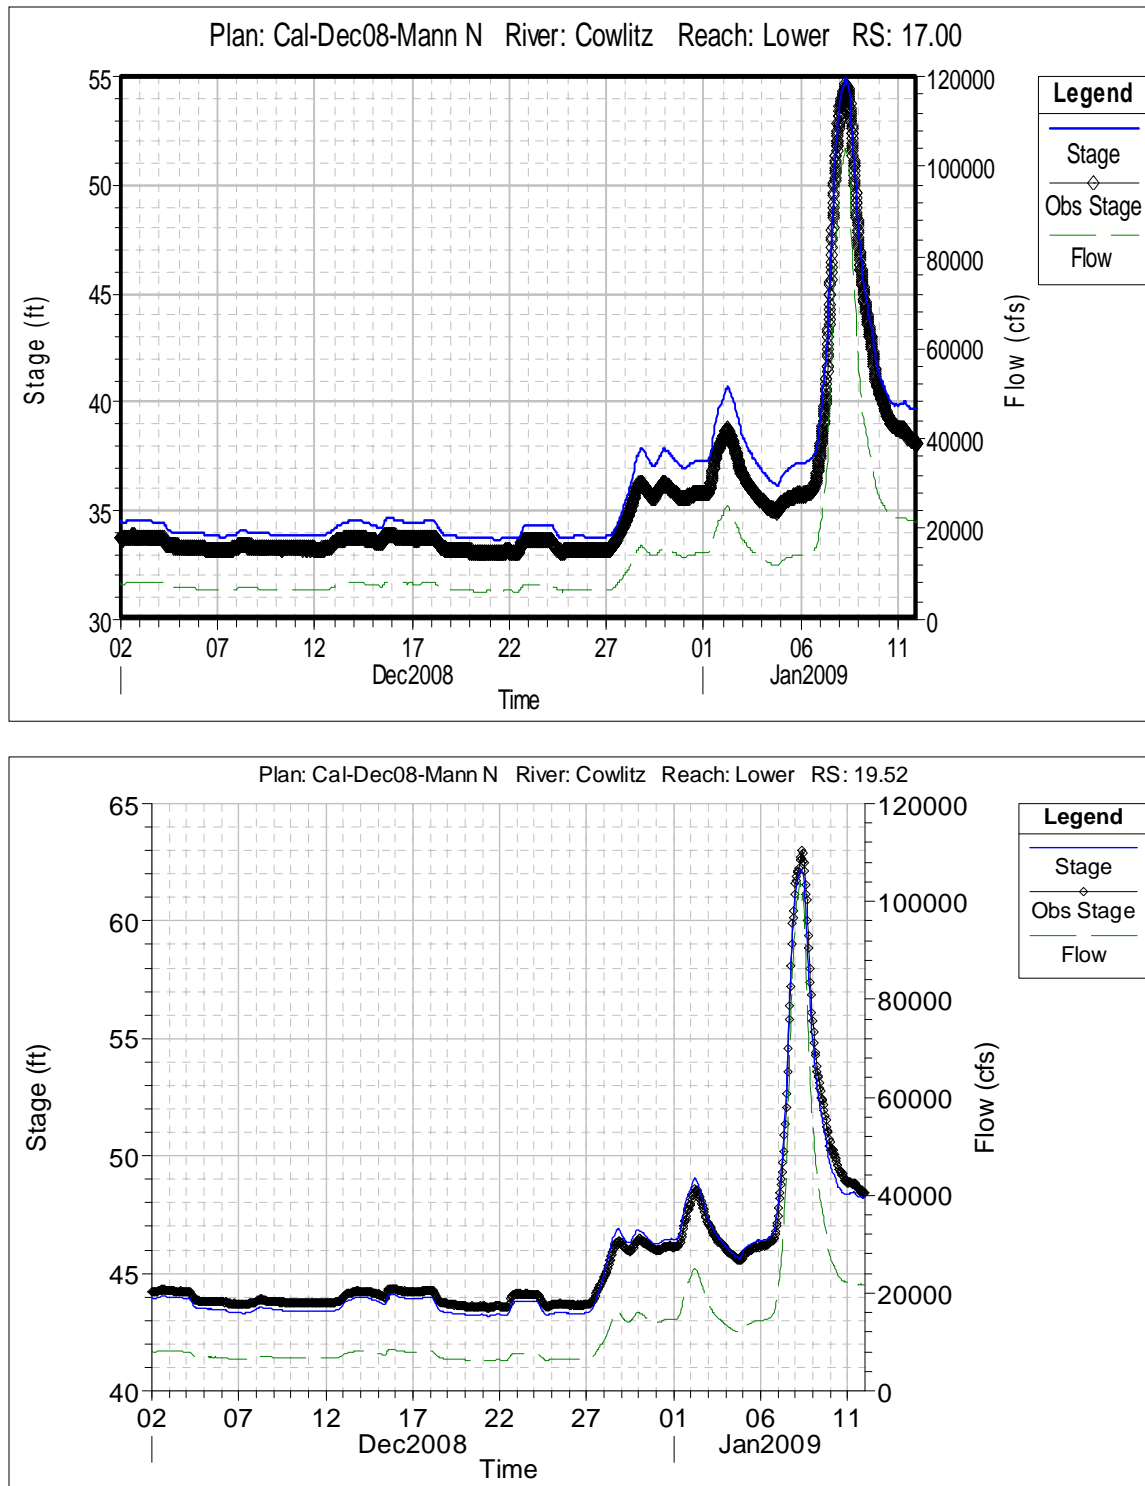 Plan: Cal-Dec08-Mann N River: Cowlitz Reach: Lower RS: 17.00
55
50
45
40
35
30
Stage (ft)
120000
100000
80000
60000
40000
20000
0
Flow (cfs)
02 07 12 17 22 27 01 06 11
Dec2008 Jan2009
Time
Legend
Stage
Obs Stage
Flow
Plan: Cal-Dec08-Mann N River: Cowlitz Reach: Lower RS: 19.52
65
60
55
50
45
40
Stage (ft)
120000
100000
80000
60000
40000
20000
0
Flow (cfs)
02 07 12 17 22 27 01 06 11
Dec2008 Jan2009
Time
Legend
Stage
Obs Stage
Flow